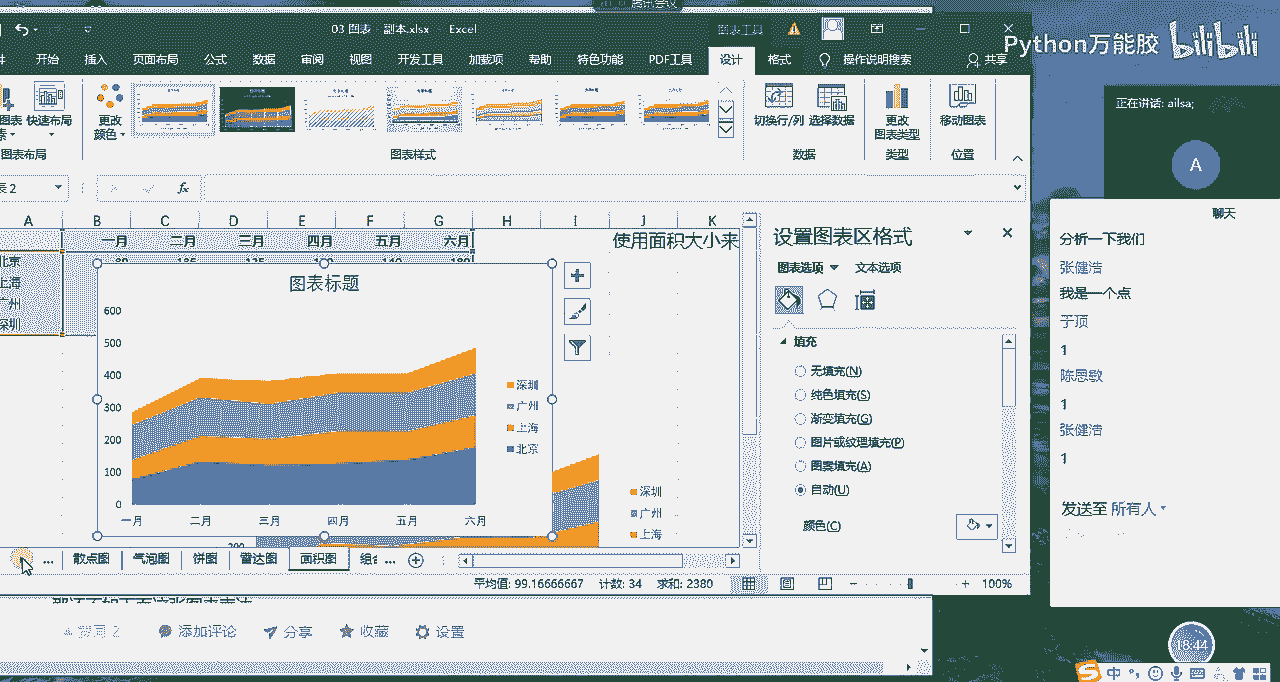 腾讯会议
03 图表 副本.xlsx Excel
图表工具
Python万能胶 bilibili
开始 插入 页面布局 公式 数据 审阅 视图 开发工具 加载项 帮助 特色功能 PDF工具 设计 格式 操作说明搜索 共享
图表 快速布局 更改 切换行/列 选择数据 更改 移动图表
颜色 图表类型
图表布局 图表样式 数据 类型 位置
正在讲话: ailsa;
A
表 2 fx
聊天
A B C D E F G H I J K
一月 二月 三月 四月 五月 六月 使用面积大小来
北京
上海
广州
深圳
图表标题
600
500
400
300
200
100
0
一月 二月 三月 四月 五月 六月
深圳
广州
上海
北京
深圳
广州
上海
200
设置图表区格式
图表选项 文本选项
填充
无填充(N)
纯色填充(S)
渐变填充(G)
图片或纹理填充(P)
图案填充(A)
自动(U)
颜色(C)
分析一下我们
张健浩
我是一个点
于顶
1
陈恩敏
1
张健浩
1
发送至 所有人
... 散点图 气泡图 饼图 雷达图 面积图 组合 ...
平均值: 99.16666667 计数: 34 求和: 2380 100%
添加评论 分享 收藏 设置
18:44
中